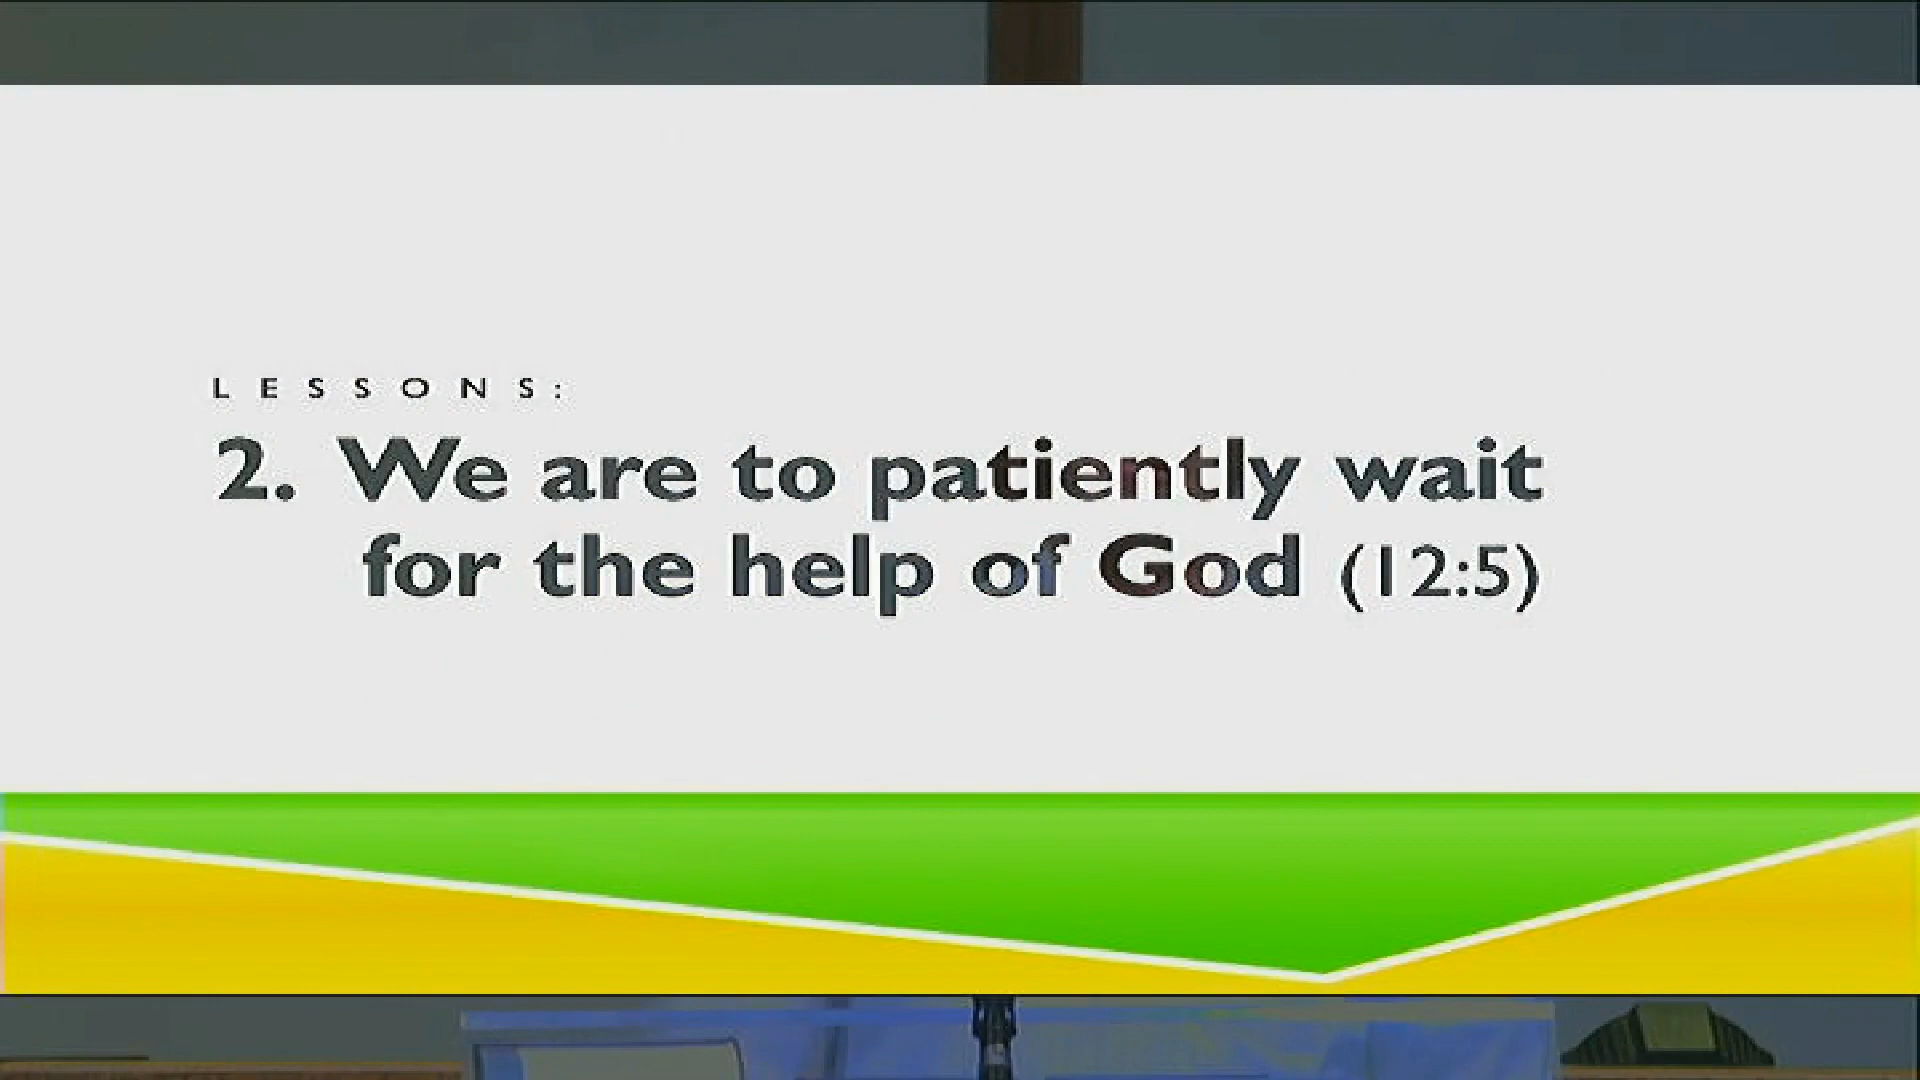 LESSONS:
2. We are to patiently wait
for the help of God (12:5)